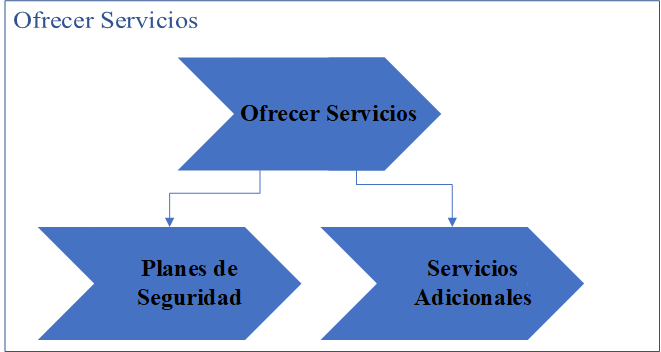 Ofrecer Servicios
Ofrecer Servicios
Planes de
Seguridad
Servicios
Adicionales